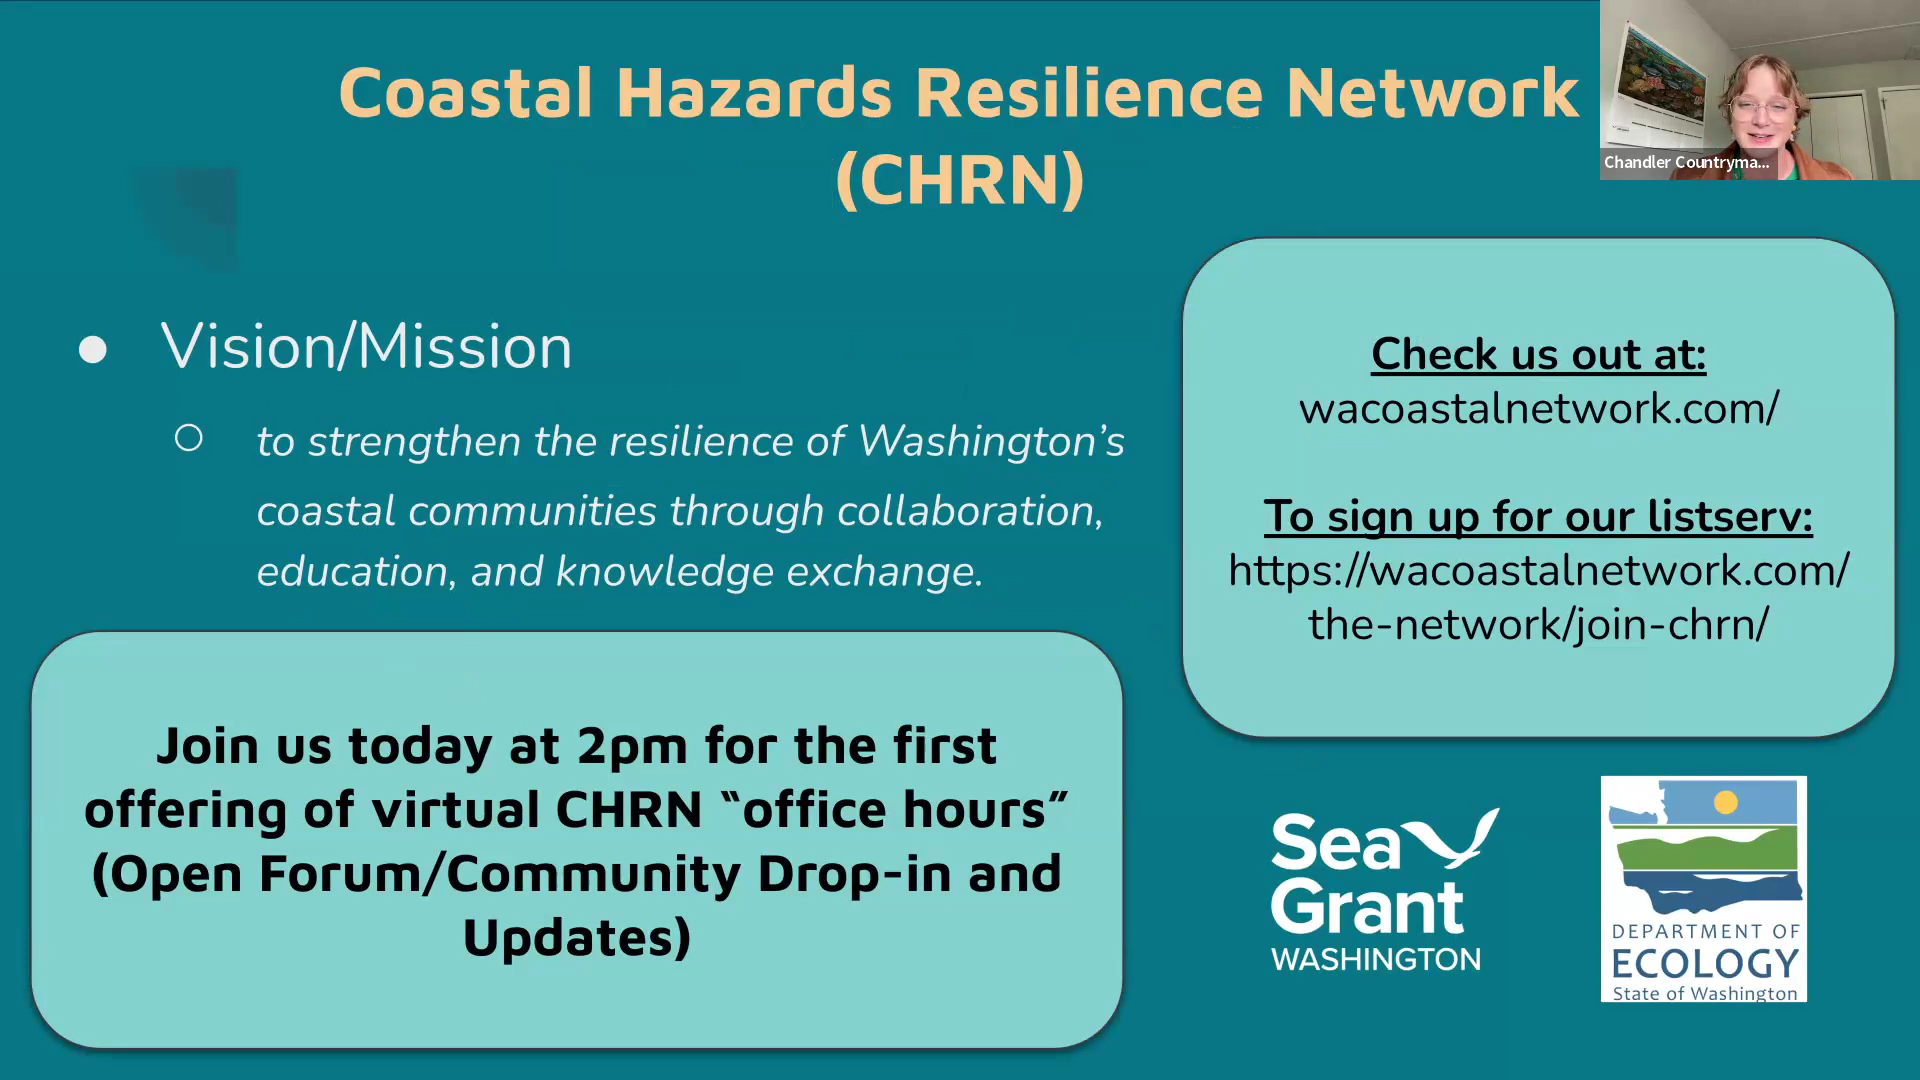 Coastal Hazards Resilience Network
(CHRN)
Chandler Countryma...
● Vision/Mission
○ to strengthen the resilience of Washington’s
coastal communities through collaboration,
education, and knowledge exchange.
Check us out at:
wacoastalnetwork.com/
To sign up for our listserv:
https://wacoastalnetwork.com/
the-network/join-chrn/
Join us today at 2pm for the first
offering of virtual CHRN “office hours”
(Open Forum/Community Drop-in and
Updates)
Sea
Grant
WASHINGTON
DEPARTMENT OF
ECOLOGY
State of Washington